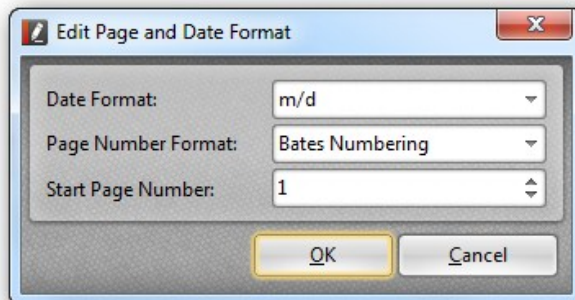 Edit Page and Date Format
Date Format: m/d
Page Number Format: Bates Numbering
Start Page Number: 1
OK Cancel